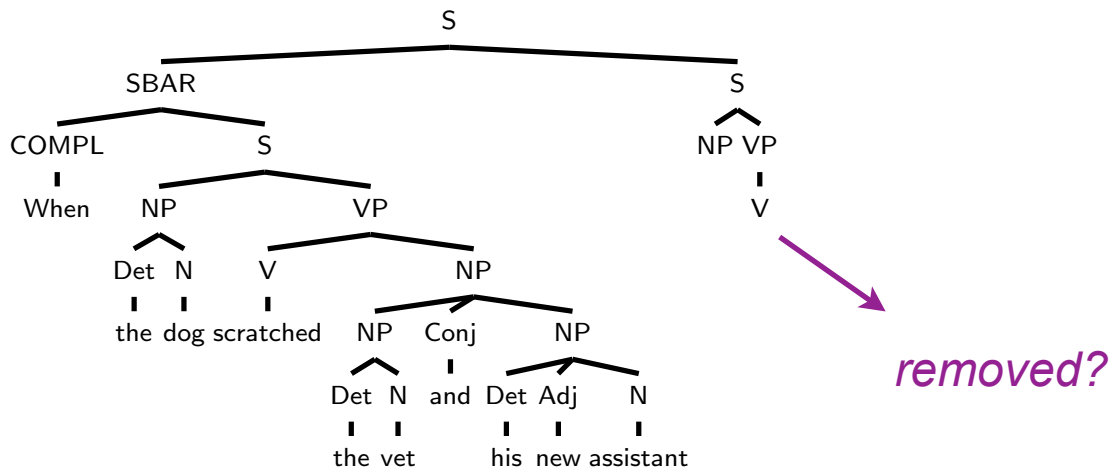 S
SBAR S
COMPL S NP VP
When NP VP V
Det N V NP
the dog scratched NP Conj NP
removed?
Det N and Det Adj N
the vet his new assistant